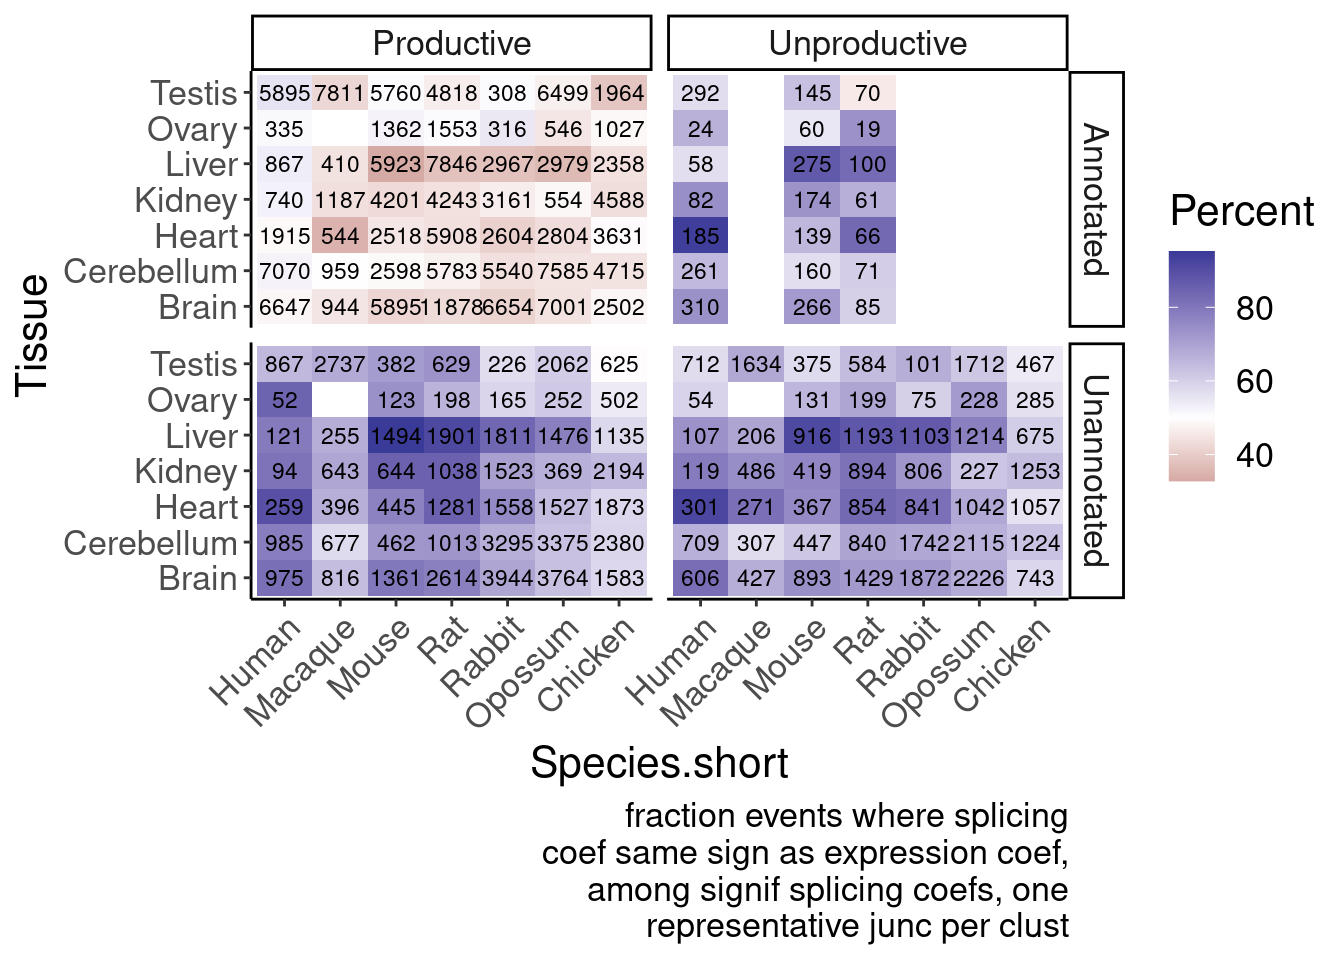 Productive Unproductive
Testis 5895 7811 5760 4818 308 6499 1964 292 145 70
Ovary 335 1362 1553 316 546 1027 24 60 19
Liver 867 410 5923 7846 2967 2979 2358 58 275 100
Kidney 740 1187 4201 4243 3161 554 4588 82 174 61
Heart 1915 544 2518 5908 2604 2804 3631 185 139 66
Cerebellum 7070 959 2598 5783 5540 7585 4715 261 160 71
Brain 6647 944 5895 11878 6654 7001 2502 310 266 85
Annotated
Testis 867 2737 382 629 226 2062 625 712 1634 375 584 101 1712 467
Ovary 52 123 198 165 252 502 54 131 199 75 228 285
Liver 121 255 1494 1901 1811 1476 1135 107 206 916 1193 1103 1214 675
Kidney 94 643 644 1038 1523 369 2194 119 486 419 894 806 227 1253
Heart 259 396 445 1281 1558 1527 1873 301 271 367 854 841 1042 1057
Cerebellum 985 677 462 1013 3295 3375 2380 709 307 447 840 1742 2115 1224
Brain 975 816 1361 2614 3944 3764 1583 606 427 893 1429 1872 2226 743
Unannotated
Tissue
Human Macaque Mouse Rat Rabbit Opossum Chicken Human Macaque Mouse Rat Rabbit Opossum Chicken
Species.short
Percent
80
60
40
fraction events where splicing
coef same sign as expression coef,
among signif splicing coefs, one
representative junc per clust